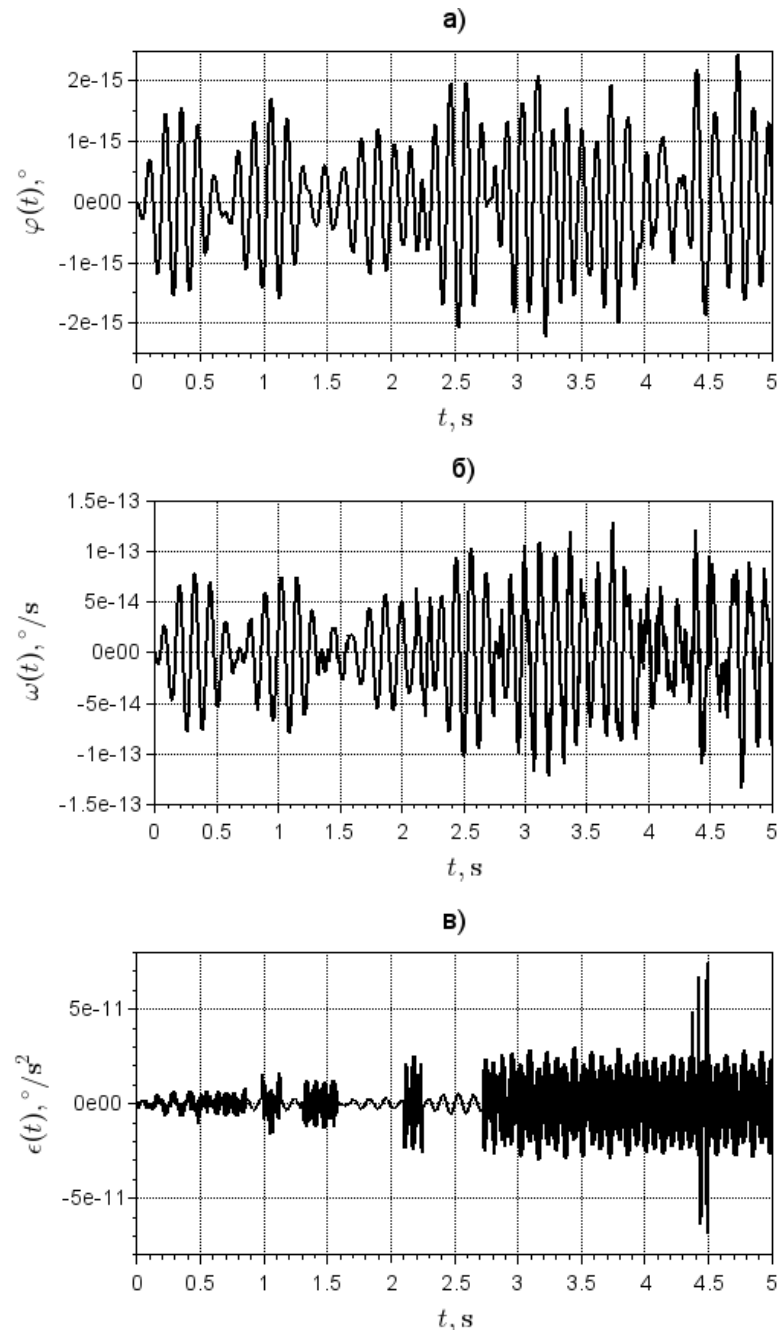 а)
2e-15
1e-15
0e00
-1e-15
-2e-15
φ(t),°
0 0.5 1 1.5 2 2.5 3 3.5 4 4.5 5
t, s
б)
1.5e-13
1e-13
5e-14
0e00
-5e-14
-1e-13
-1.5e-13
ω(t),°/s
0 0.5 1 1.5 2 2.5 3 3.5 4 4.5 5
t, s
в)
5e-11
0e00
-5e-11
ϵ(t),°/s²
0 0.5 1 1.5 2 2.5 3 3.5 4 4.5 5
t, s